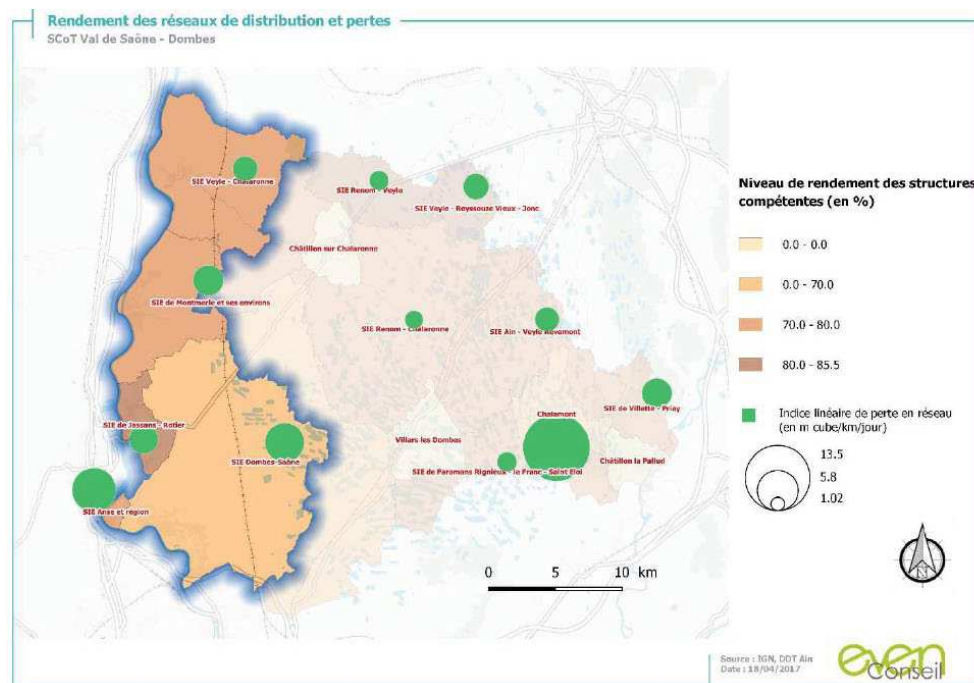 Rendement des réseaux de distribution et pertes
SCoT Val de Saône - Dombes
SIE Veyle - Chalaronne
SIE Renom - Veyle
SIE Veyle - Reyssouze Vieux - Jonc
Châtillon sur Chalaronne
SIE de Montmerle et ses environs
SIE Renom - Chalaronne
SIE Ain - Veyle Revermont
SIE de Villette - Priay
Chalamont
SIE de Jassans - Rotier
Villars les Dombes
SIE Dombes-Saône
SIE de Faramans Rignieux - le Franc - Saint Eloi
Châtillon la Pallud
SIE Anse et région
Niveau de rendement des structures
compétentes (en %)
0.0 - 0.0
0.0 - 70.0
70.0 - 80.0
80.0 - 85.5
Indice linéaire de perte en réseau
(en m cube/km/jour)
13.5
5.8
1.02
0 5 10 km
N
Source : IGN, DDT Ain
Date : 18/04/2017
even
Conseil